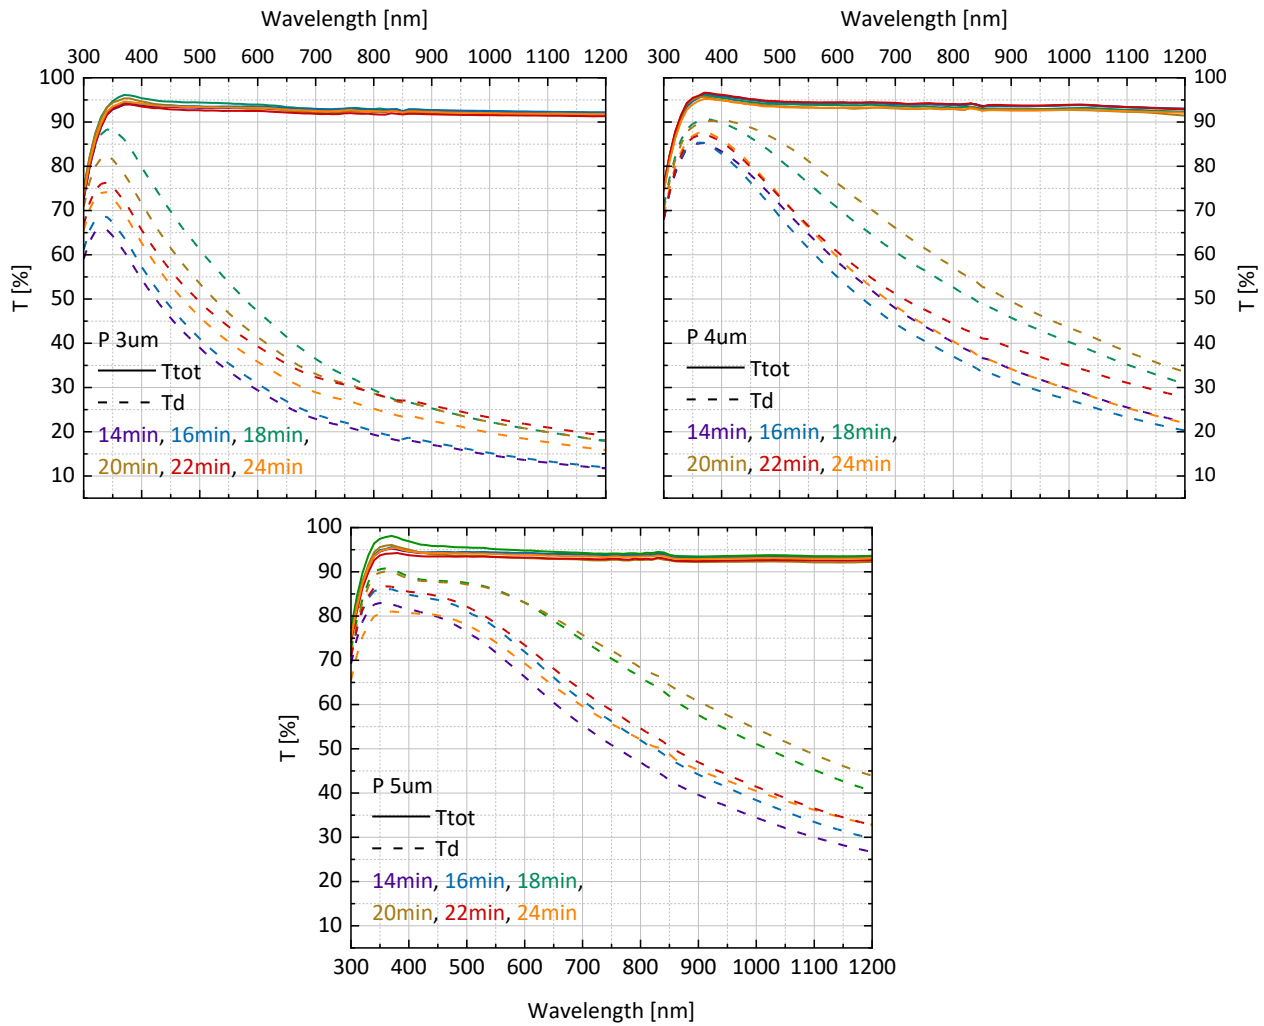 Wavelength [nm]
Wavelength [nm]
300 400 500 600 700 800 900 1000 1100 1200
300 400 500 600 700 800 900 1000 1100 1200
100
90
80
70
60
50
40
30
20
10
T [%]
P 3um
Ttot
Td
14min, 16min, 18min,
20min, 22min, 24min
P 4um
Ttot
Td
14min, 16min, 18min,
20min, 22min, 24min
100
90
80
70
60
50
40
30
20
10
T [%]
100
90
80
70
60
50
40
30
20
10
T [%]
P 5um
Ttot
Td
14min, 16min, 18min,
20min, 22min, 24min
300 400 500 600 700 800 900 1000 1100 1200
Wavelength [nm]